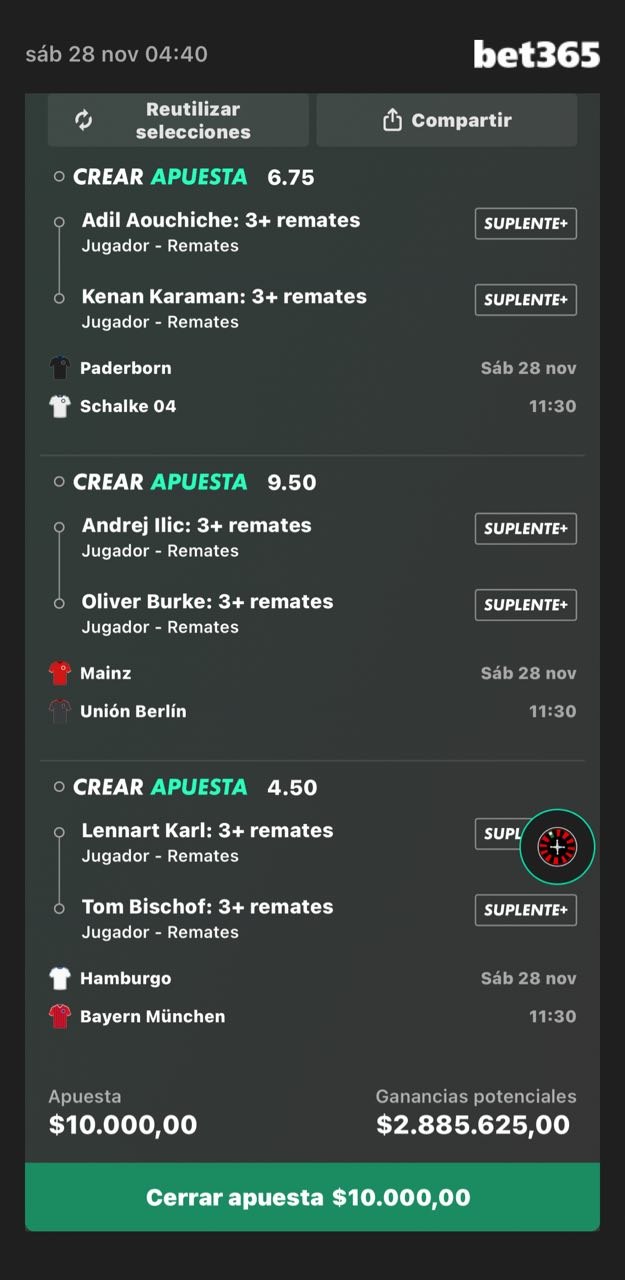 sáb 28 nov 04:40
bet365
Reutilizar
selecciones
Compartir
CREAR APUESTA 6.75
Adil Aouchiche: 3+ remates
SUPLENTE+
Jugador - Remates
Kenan Karaman: 3+ remates
SUPLENTE+
Jugador - Remates
Paderborn
Sáb 28 nov
Schalke 04
11:30
CREAR APUESTA 9.50
Andrej Ilic: 3+ remates
SUPLENTE+
Jugador - Remates
Oliver Burke: 3+ remates
SUPLENTE+
Jugador - Remates
Mainz
Sáb 28 nov
Unión Berlín
11:30
CREAR APUESTA 4.50
Lennart Karl: 3+ remates
SUPL
Jugador - Remates
Tom Bischof: 3+ remates
SUPLENTE+
Jugador - Remates
Hamburgo
Sáb 28 nov
Bayern München
11:30
Apuesta
Ganancias potenciales
$10.000,00
$2.885.625,00
Cerrar apuesta $10.000,00